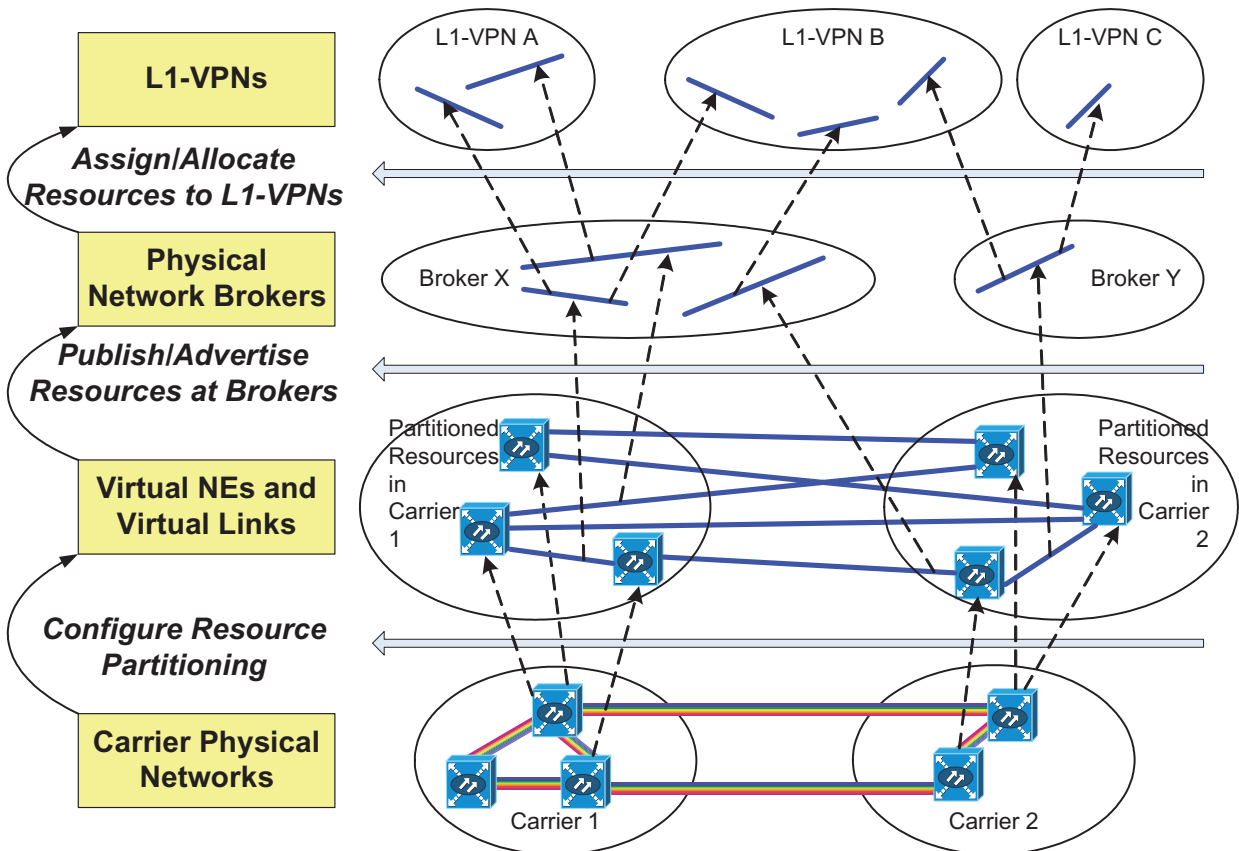 L1-VPNs
Assign/Allocate
Resources to L1-VPNs
Physical
Network Brokers
Publish/Advertise
Resources at Brokers
Virtual NEs and
Virtual Links
Configure Resource
Partitioning
Carrier Physical
Networks
L1-VPN A
L1-VPN B
L1-VPN C
Broker X
Broker Y
Partitioned
Resources
in
Carrier
1
Partitioned
Resources
in
Carrier
2
Carrier 1
Carrier 2